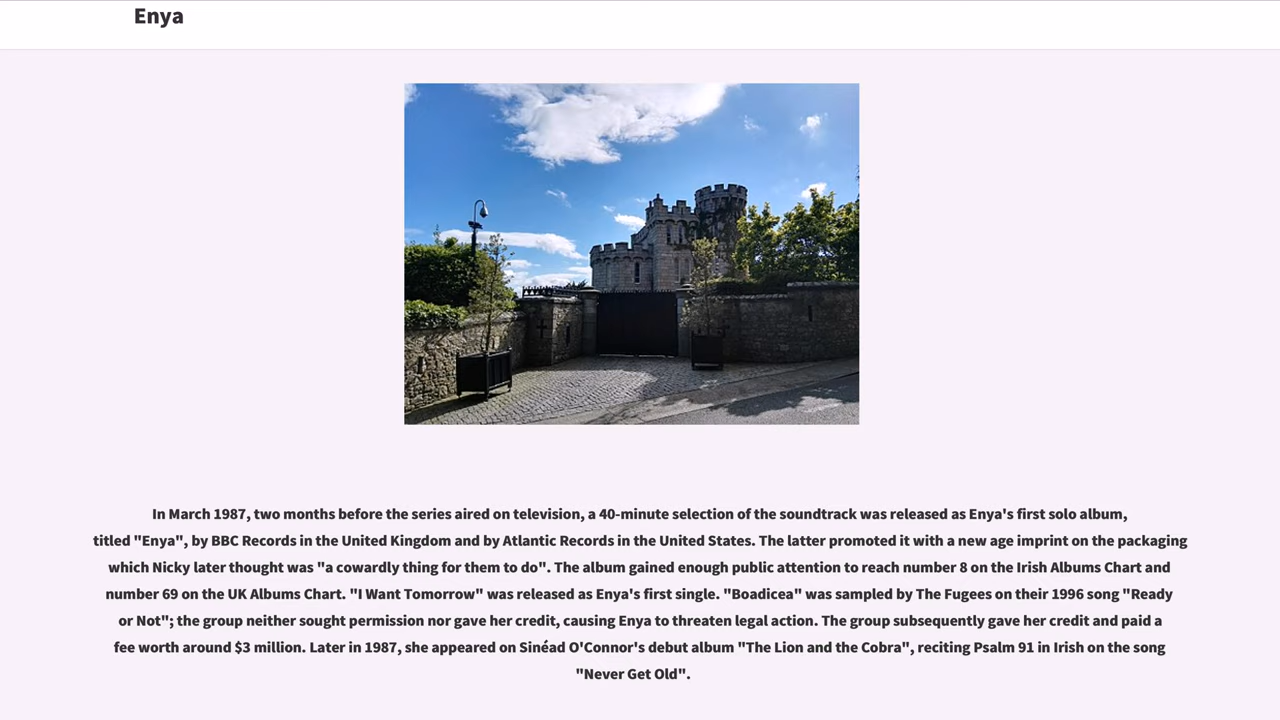 Enya
In March 1987, two months before the series aired on television, a 40-minute selection of the soundtrack was released as Enya's first solo album,
titled "Enya", by BBC Records in the United Kingdom and by Atlantic Records in the United States. The latter promoted it with a new age imprint on the packaging
which Nicky later thought was "a cowardly thing for them to do". The album gained enough public attention to reach number 8 on the Irish Albums Chart and
number 69 on the UK Albums Chart. "I Want Tomorrow" was released as Enya's first single. "Boadicea" was sampled by The Fugees on their 1996 song "Ready
or Not"; the group neither sought permission nor gave her credit, causing Enya to threaten legal action. The group subsequently gave her credit and paid a
fee worth around $3 million. Later in 1987, she appeared on Sinéad O'Connor's debut album "The Lion and the Cobra", reciting Psalm 91 in Irish on the song
"Never Get Old".